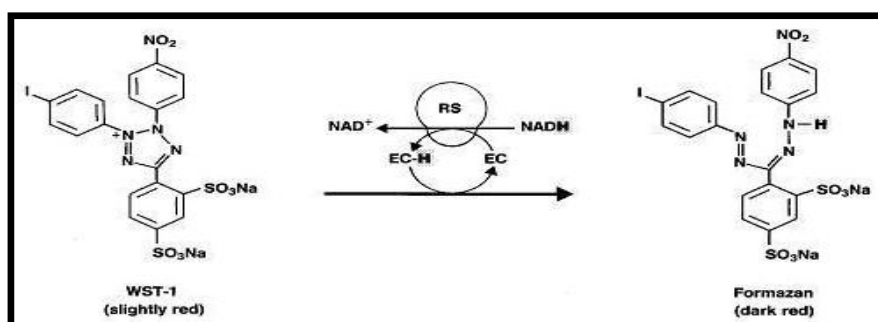 NO₂
I
N
N
+
N
N
SO₃Na
SO₃Na
WST-1
(slightly red)
RS
NAD⁺
NADH
EC-H
EC
NO₂
I
N
N
N
N
H
SO₃Na
SO₃Na
Formazan
(dark red)